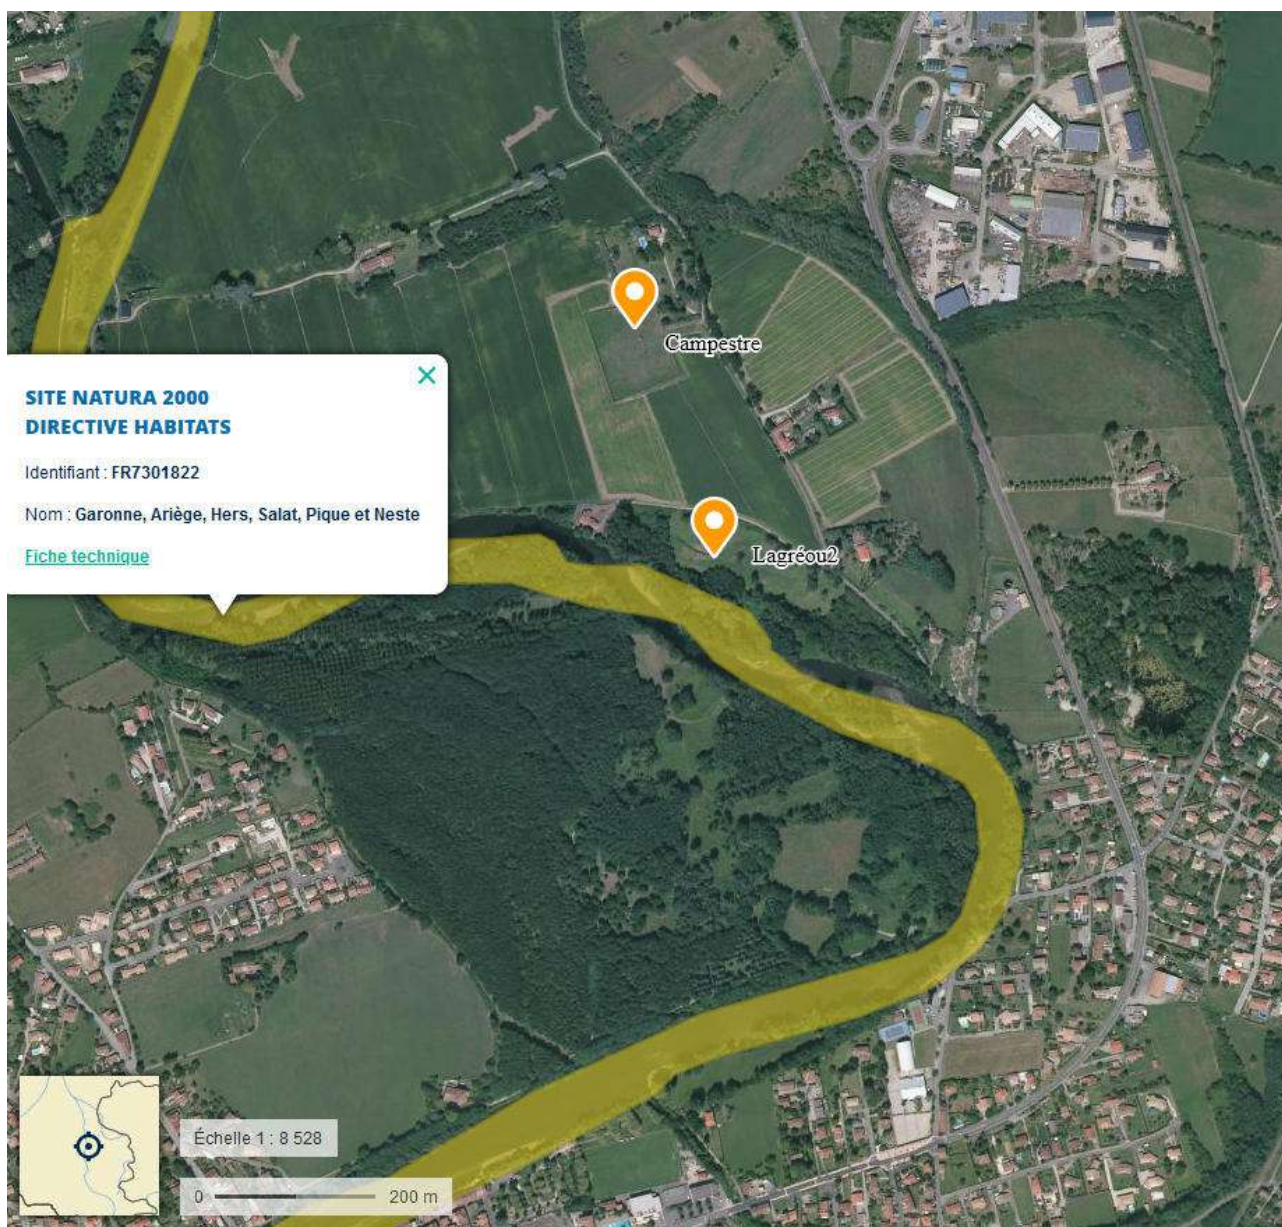 Campestre
SITE NATURA 2000
DIRECTIVE HABITATS
Identifiant : FR7301822
Nom : Garonne, Ariège, Hers, Salat, Pique et Neste
Fiche technique
Lagréou2
Échelle 1 : 8 528
0 200 m